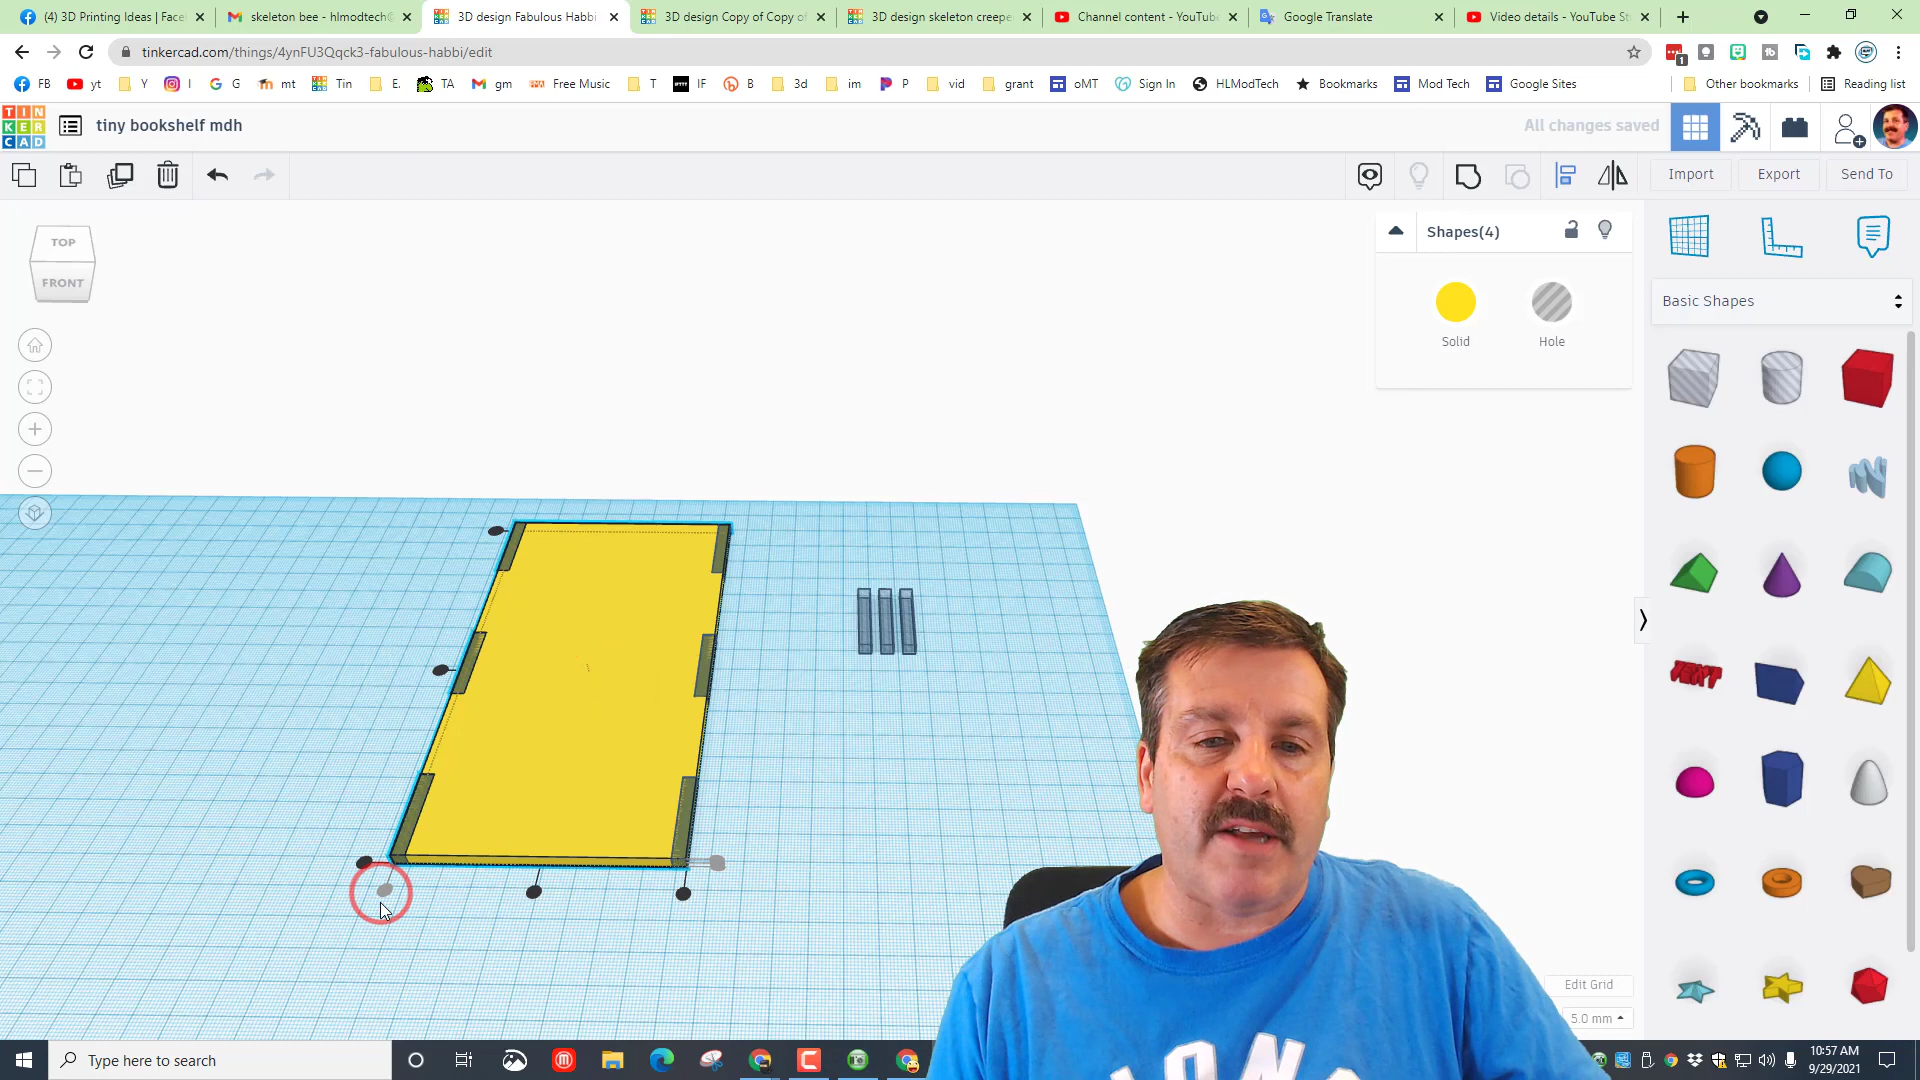 (4) 3D Printing Ideas | Face
skeleton bee - hlmodtech@
3D design Fabulous Habbi
3D design Copy of Copy of
3D design skeleton creepe
Channel content - YouTube
Google Translate
Video details - YouTube St
tinkercad.com/things/4ynFU3Qqck3-fabulous-habbi/edit
1
FB
yt
Y
I
G
G
mt
Tin
E.
TA
gm
Free Music
T
IF
B
3d
im
P
vid
grant
oMT
Sign In
HLModTech
Bookmarks
Mod Tech
Google Sites
Other bookmarks
Reading list
TIN
KER
CAD
tiny bookshelf mdh
All changes saved
Import
Export
Send To
TOP
FRONT
Shapes(4)
Solid
Hole
Basic Shapes
TEXT
Edit Grid
5.0 mm
Type here to search
10:57 AM
9/29/2021